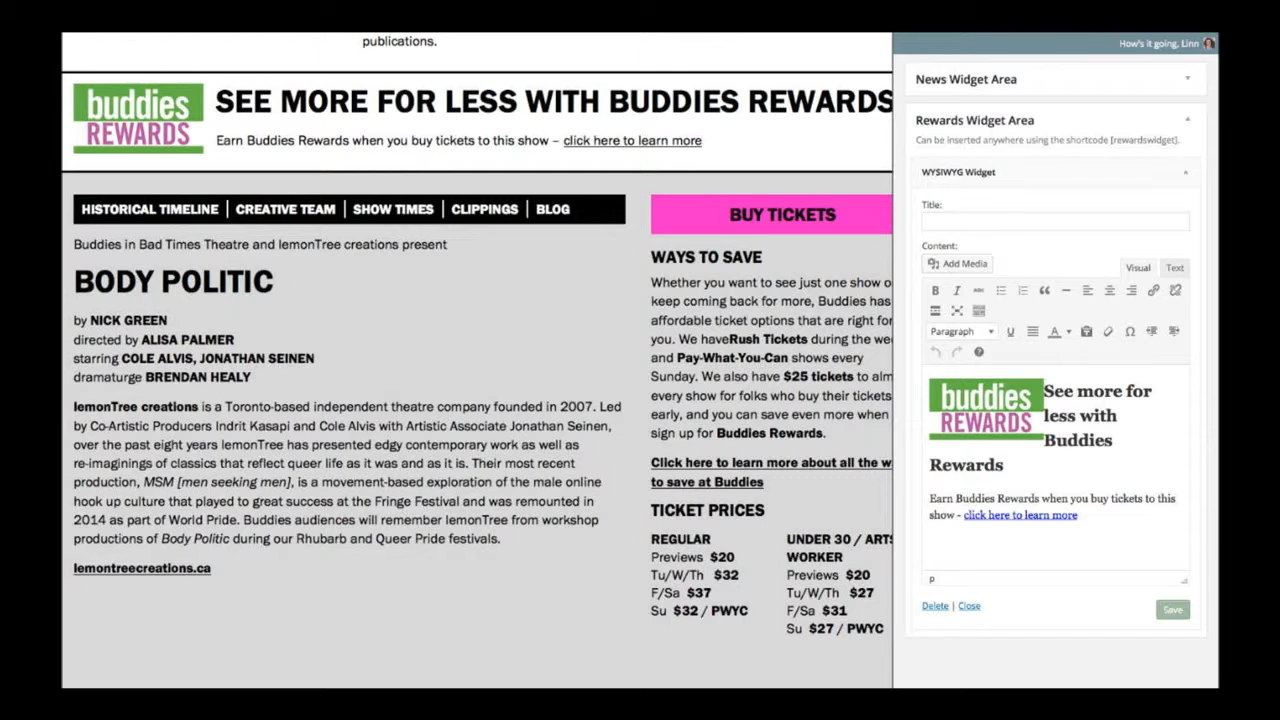 publications.
buddies
REWARDS
SEE MORE FOR LESS WITH BUDDIES REWARDS
Earn Buddies Rewards when you buy tickets to this show – click here to learn more
HISTORICAL TIMELINE | CREATIVE TEAM | SHOW TIMES | CLIPPINGS | BLOG
Buddies in Bad Times Theatre and lemonTree creations present
BODY POLITIC
by NICK GREEN
directed by ALISA PALMER
starring COLE ALVIS, JONATHAN SEINEN
dramaturge BRENDAN HEALY
lemonTree creations is a Toronto-based independent theatre company founded in 2007. Led
by Co-Artistic Producers Indrit Kasapi and Cole Alvis with Artistic Associate Jonathan Seinen,
over the past eight years lemonTree has presented edgy contemporary work as well as
re-imaginings of classics that reflect queer life as it was and as it is. Their most recent
production, MSM [men seeking men], is a movement-based exploration of the male online
hook up culture that played to great success at the Fringe Festival and was remounted in
2014 as part of World Pride. Buddies audiences will remember lemonTree from workshop
productions of Body Politic during our Rhubarb and Queer Pride festivals.
lemontreecreations.ca
BUY TICKETS
WAYS TO SAVE
Whether you want to see just one show o
keep coming back for more, Buddies has
affordable ticket options that are right for
you. We haveRush Tickets during the we
and Pay-What-You-Can shows every
Sunday. We also have $25 tickets to alm
every show for folks who buy their tickets
early, and you can save even more when
sign up for Buddies Rewards.
Click here to learn more about all the w
to save at Buddies
TICKET PRICES
REGULAR
Previews $20
Tu/W/Th $32
F/Sa $37
Su $32 / PWYC
UNDER 30 / ARTS
WORKER
Previews $20
Tu/W/Th $27
F/Sa $31
Su $27 / PWYC
How's it going, Linn
News Widget Area
Rewards Widget Area
Can be inserted anywhere using the shortcode [rewardswidget].
WYSIWYG Widget
Title:
Content:
Add Media
Visual Text
B I ABC
Paragraph U A
buddies
REWARDS
See more for
less with
Buddies
Rewards
Earn Buddies Rewards when you buy tickets to this
show - click here to learn more
p
Delete | Close
Save